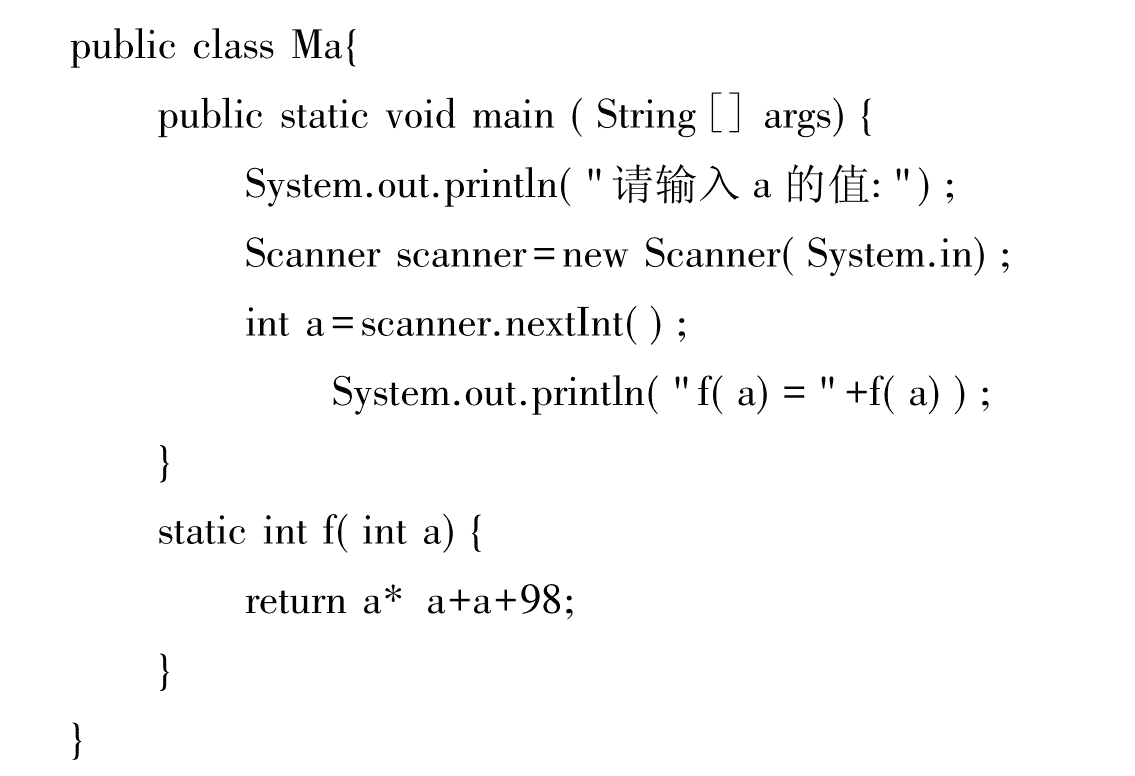 public class Ma{
public static void main ( String [] args) {
System.out.println( "请输入 a 的值: ") ;
Scanner scanner=new Scanner( System.in) ;
int a=scanner.nextInt( ) ;
System.out.println( "f( a) = "+f( a) ) ;
}
static int f( int a) {
return a* a+a+98;
}
}